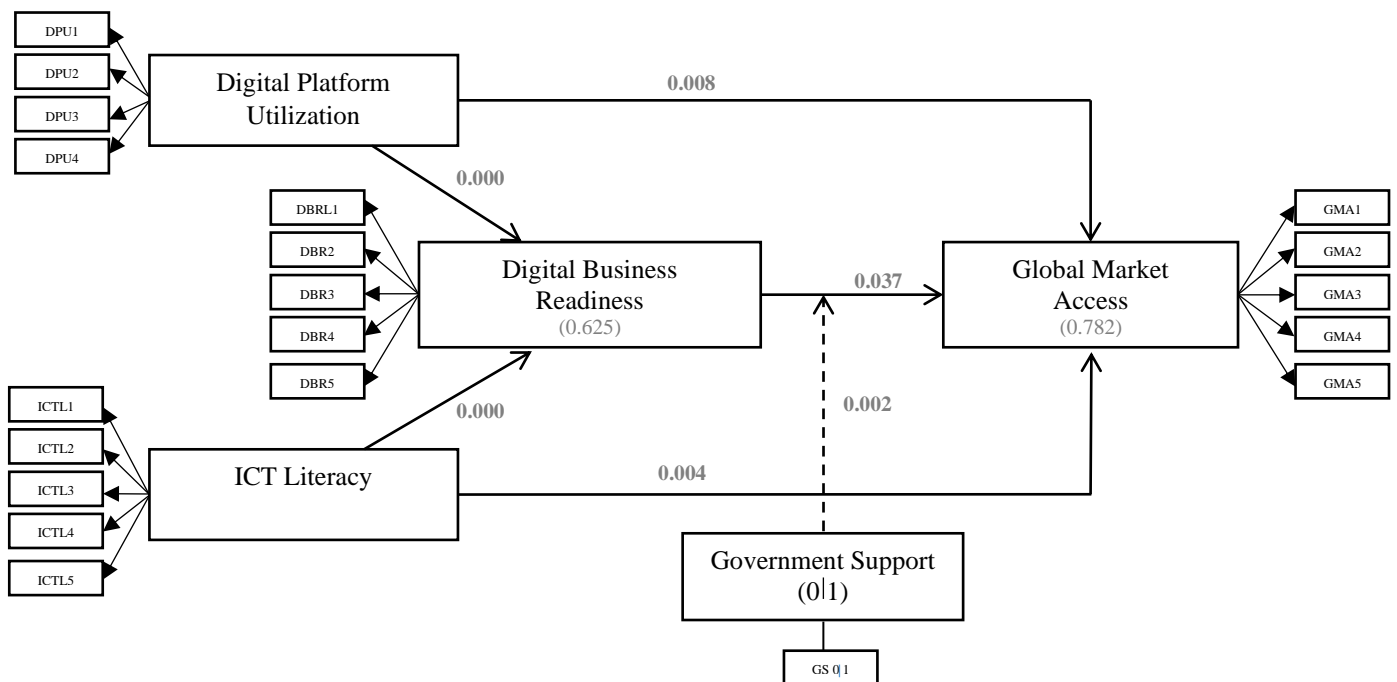 DPU1
DPU2
DPU3
DPU4
Digital Platform
Utilization
0.008
0.000
DBRL1
DBR2
DBR3
DBR4
DBR5
Digital Business
Readiness
(0.625)
0.037
Global Market
Access
(0.782)
GMA1
GMA2
GMA3
GMA4
GMA5
ICTL1
ICTL2
ICTL3
ICTL4
ICTL5
0.000
0.002
ICT Literacy
0.004
Government Support
(0|1)
GS 0|1